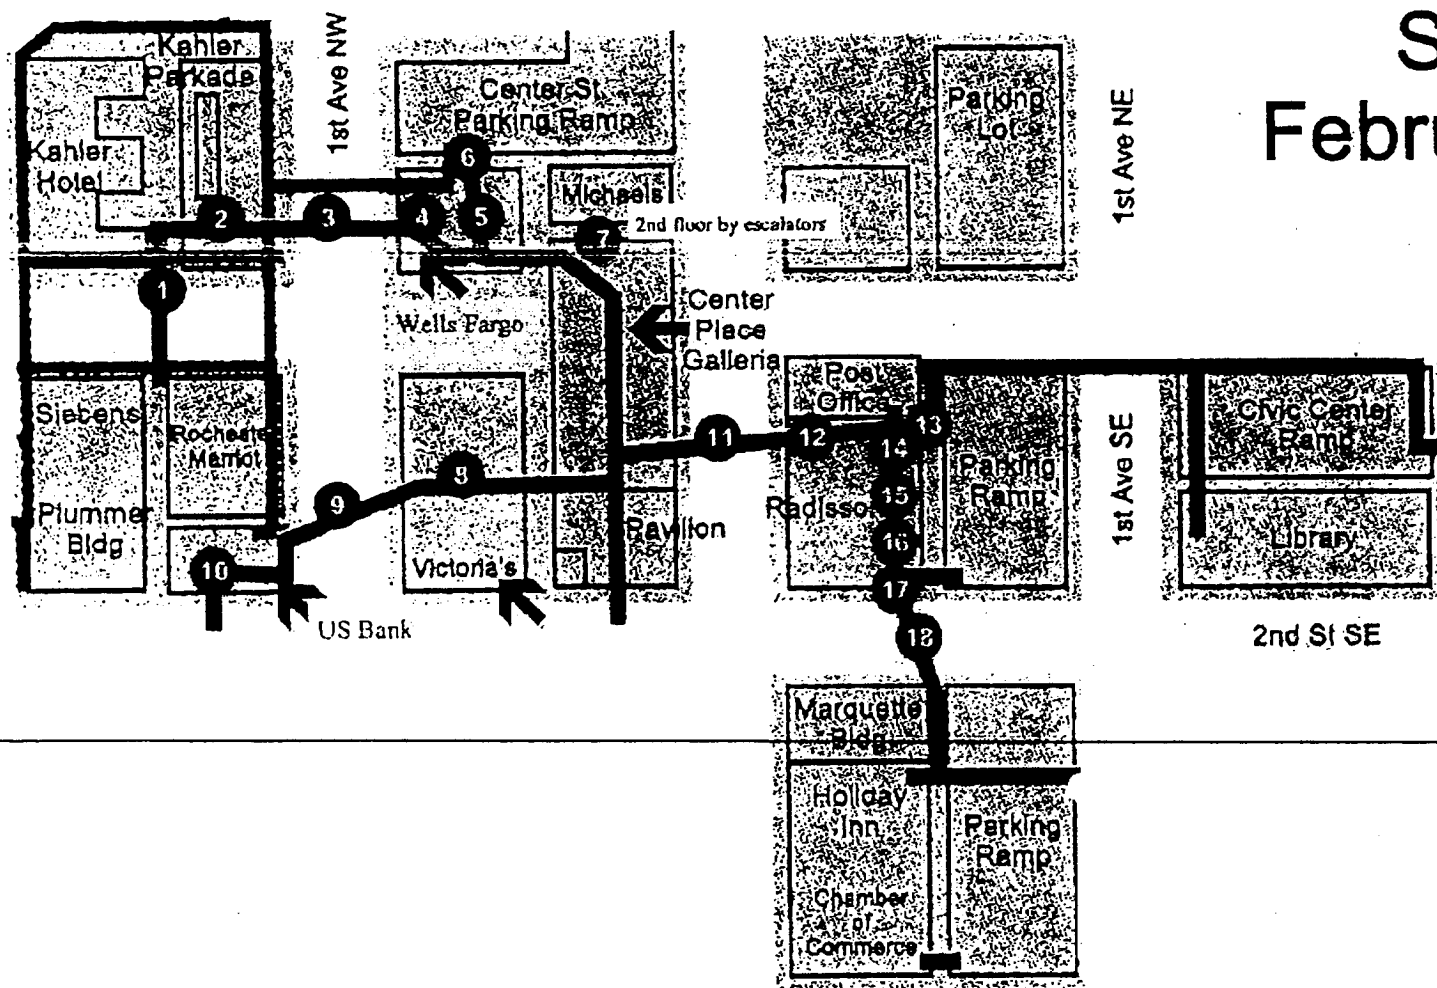 S
Febru
Kahler
Parkade
1st Ave NW
Center St.
Parking Ramp
Parking
Lot
1st Ave NE
Kahler
Hotel
6
Michaels
2
3
4
5
7
2nd floor by escalators
1
Wells Fargo
Center
Place
Galleria
Post
Office
Siebens
Rochester
Marriot
11
12
13
14
Civic Center
Ramp
1st Ave SE
8
9
15
Parking
Ramp
Radisson
Plummer
Bldg
Pavilion
16
Library
10
Victoria's
17
US Bank
18
2nd St SE
Marquette
Bldg
Holiday
Inn
Parking
Ramp
Chamber
of
Commerce